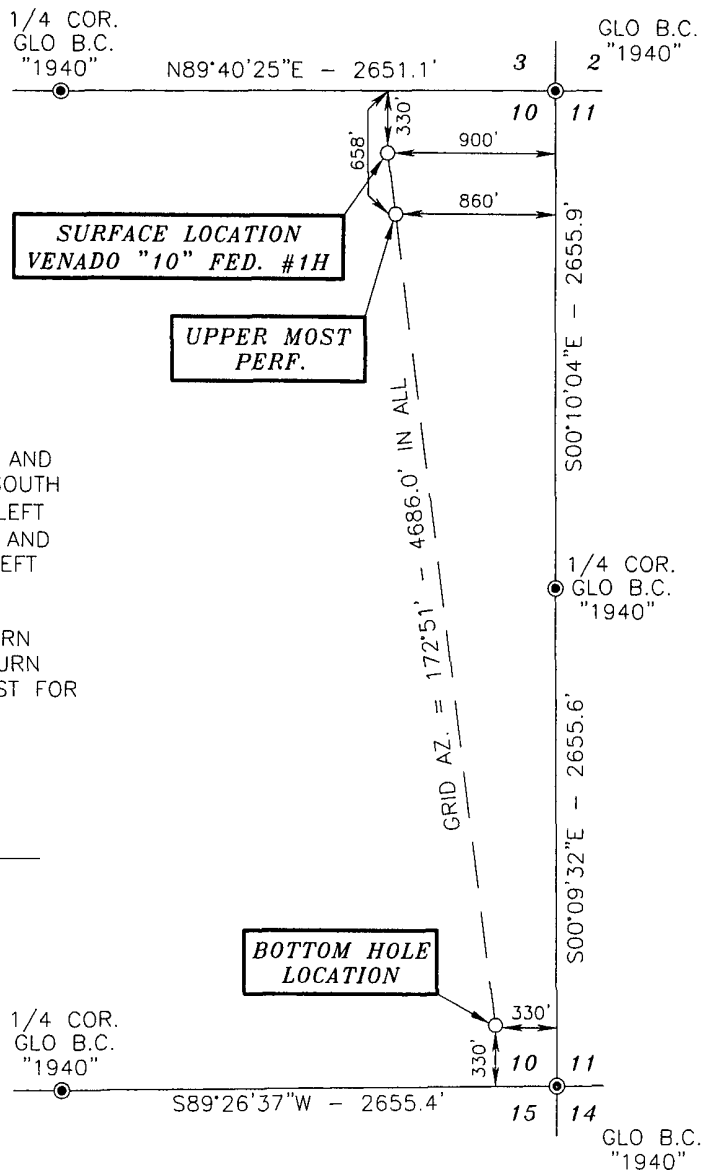 1/4 COR.
GLO B.C.
"1940"
GLO B.C.
"1940"
N89°40'25"E - 2651.1'
3
2
10
11
330'
658'
900'
860'
SURFACE LOCATION
VENADO "10" FED. #1H
UPPER MOST
PERF.
S00°10'04"E - 2655.9'
AND
SOUTH
LEFT
AND
LEFT
RN
URN
ST FOR
GRID AZ. = 172°51' - 4686.0' IN ALL
1/4 COR.
GLO B.C.
"1940"
S00°09'32"E - 2655.6'
BOTTOM HOLE
LOCATION
330'
330'
1/4 COR.
GLO B.C.
"1940"
10
11
S89°26'37"W - 2655.4'
15
14
GLO B.C.
"1940"